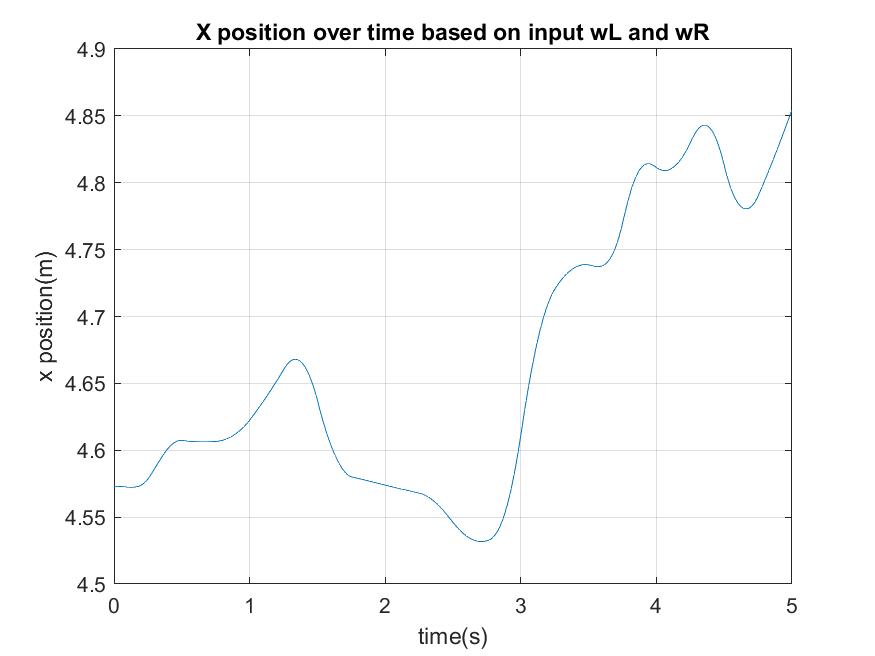 X position over time based on input wL and wR
4.9
4.85
4.8
4.75
4.7
4.65
4.6
4.55
4.5
x position(m)
0 1 2 3 4 5
time(s)